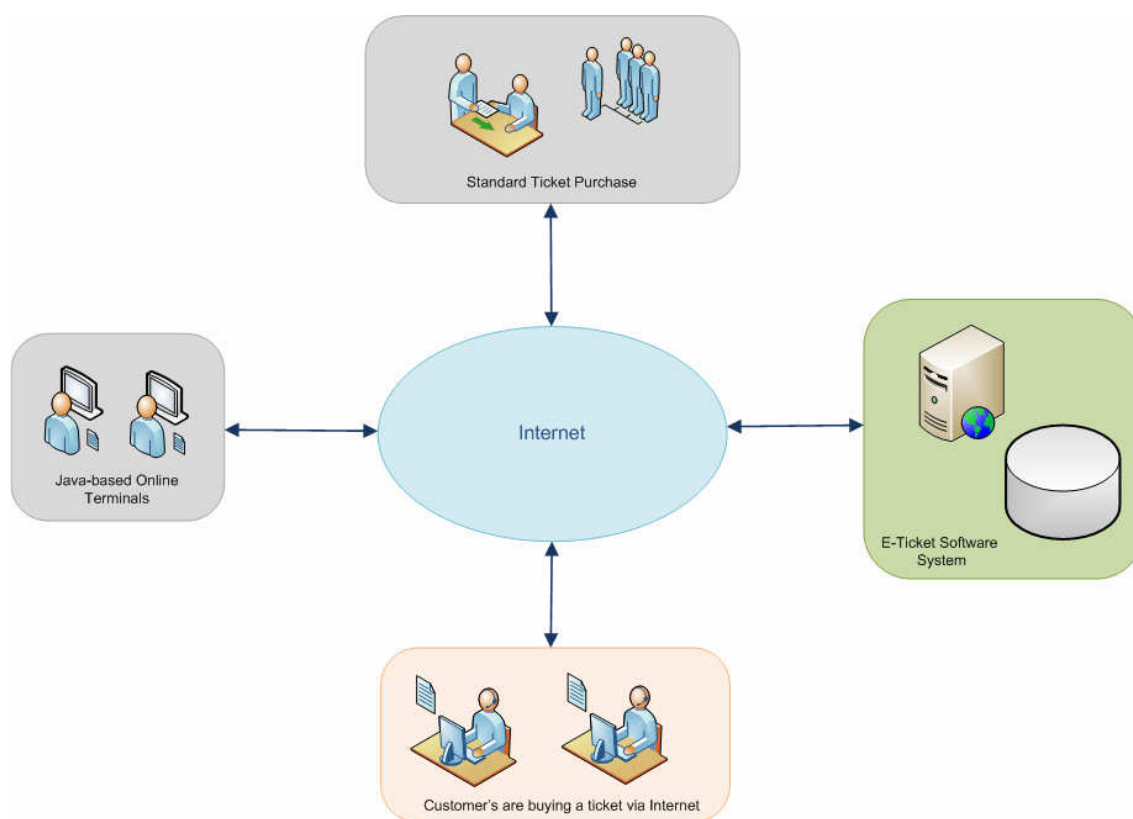 Standard Ticket Purchase
Internet
Java-based Online
Terminals
E-Ticket Software
System
Customer's are buying a ticket via Internet